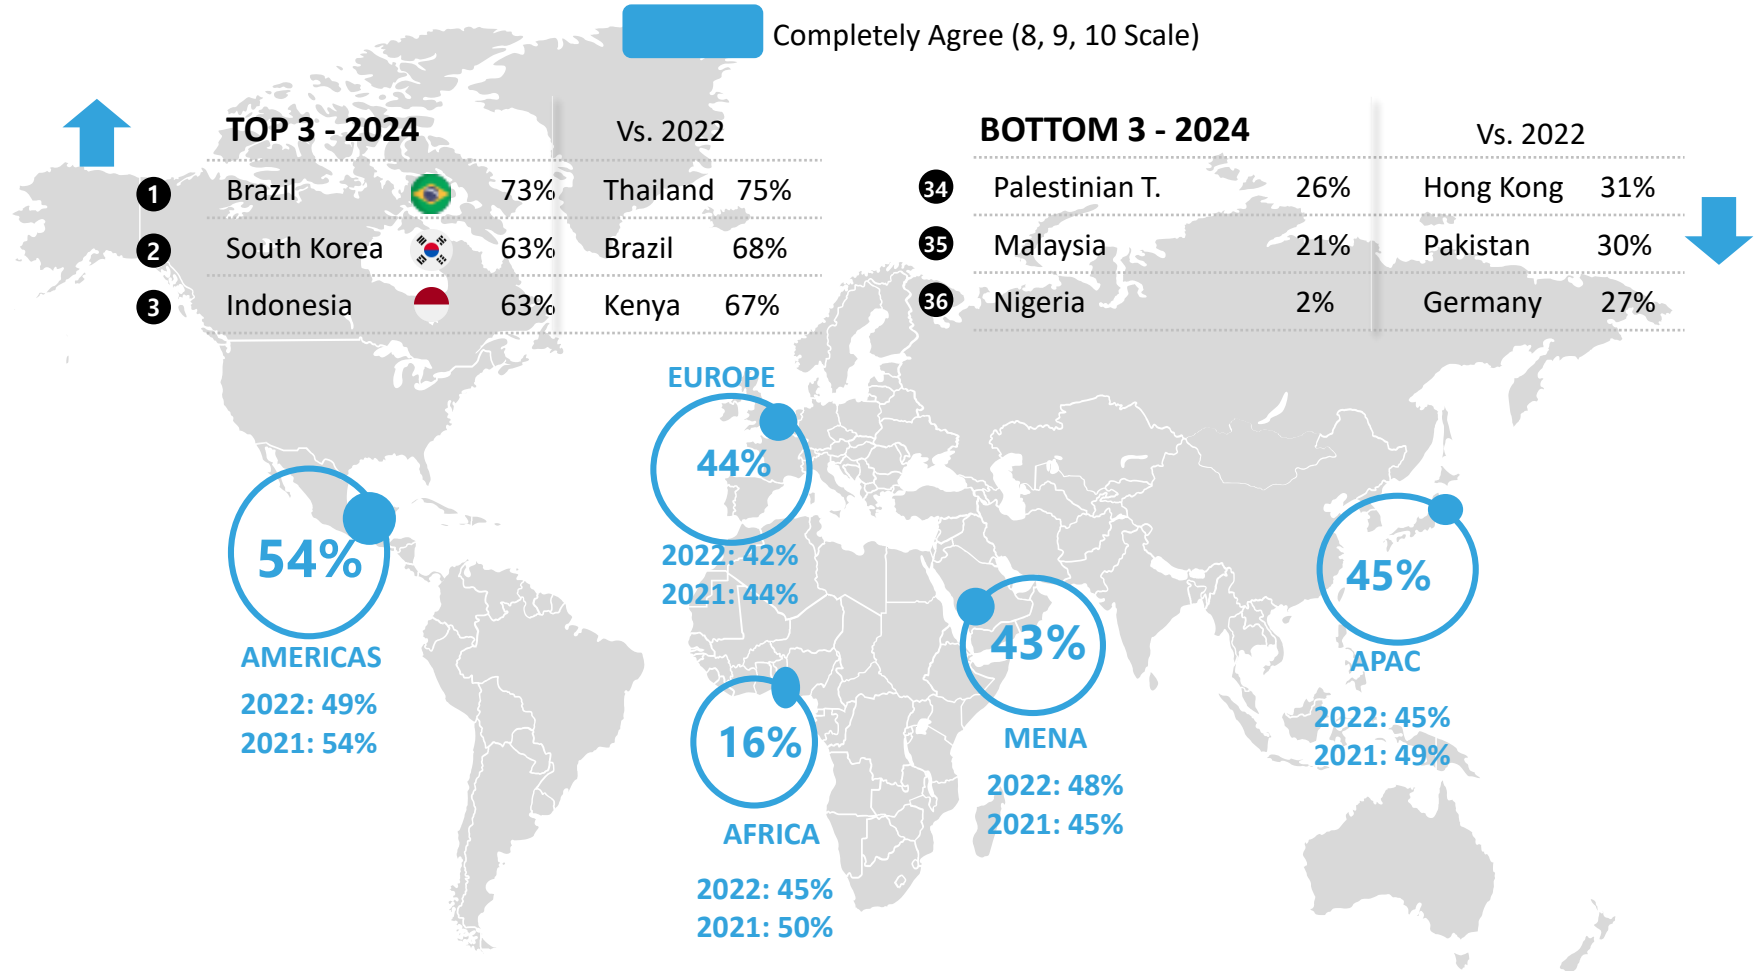 Completely Agree (8, 9, 10 Scale)
TOP 3 - 2024 Vs. 2022
1 Brazil 73% Thailand 75%
2 South Korea 63% Brazil 68%
3 Indonesia 63% Kenya 67%
BOTTOM 3 - 2024 Vs. 2022
34 Palestinian T. 26% Hong Kong 31%
35 Malaysia 21% Pakistan 30%
36 Nigeria 2% Germany 27%
EUROPE
44%
2022: 42%
2021: 44%
54%
AMERICAS
2022: 49%
2021: 54%
16%
AFRICA
2022: 45%
2021: 50%
43%
MENA
2022: 48%
2021: 45%
45%
APAC
2022: 45%
2021: 49%